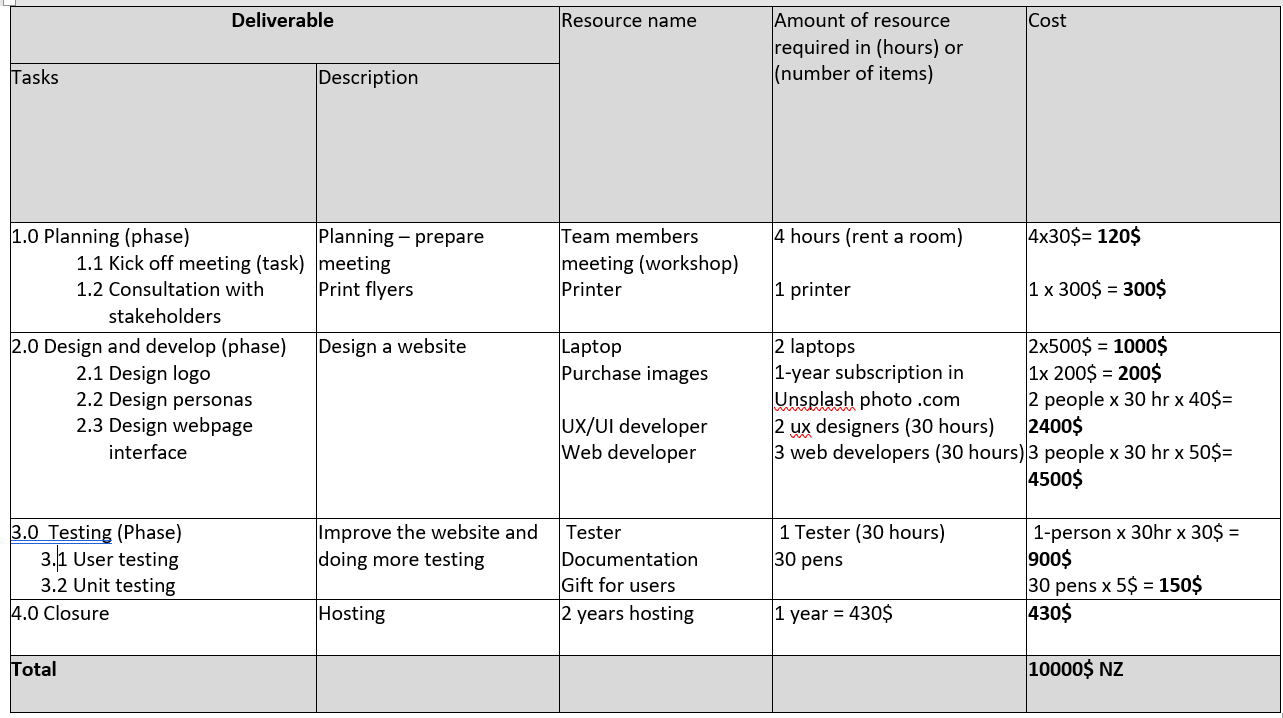 Deliverable
Resource name
Amount of resource
required in (hours) or
(number of items)
Cost
Tasks
Description
1.0 Planning (phase)
1.1 Kick off meeting (task)
1.2 Consultation with
stakeholders
Planning – prepare
meeting
Print flyers
Team members
meeting (workshop)
Printer
4 hours (rent a room)
1 printer
4x30$= 120$
1 x 300$ = 300$
2.0 Design and develop (phase)
2.1 Design logo
2.2 Design personas
2.3 Design webpage
interface
Design a website
Laptop
Purchase images
UX/UI developer
Web developer
2 laptops
1-year subscription in
Unsplash photo .com
2 ux designers (30 hours)
3 web developers (30 hours)
2x500$ = 1000$
1x 200$ = 200$
2 people x 30 hr x 40$=
2400$
3 people x 30 hr x 50$=
4500$
3.0 Testing (Phase)
3.1 User testing
3.2 Unit testing
Improve the website and
doing more testing
Tester
Documentation
Gift for users
1 Tester (30 hours)
30 pens
1-person x 30hr x 30$ =
900$
30 pens x 5$ = 150$
4.0 Closure
Hosting
2 years hosting
1 year = 430$
430$
Total
10000$ NZ